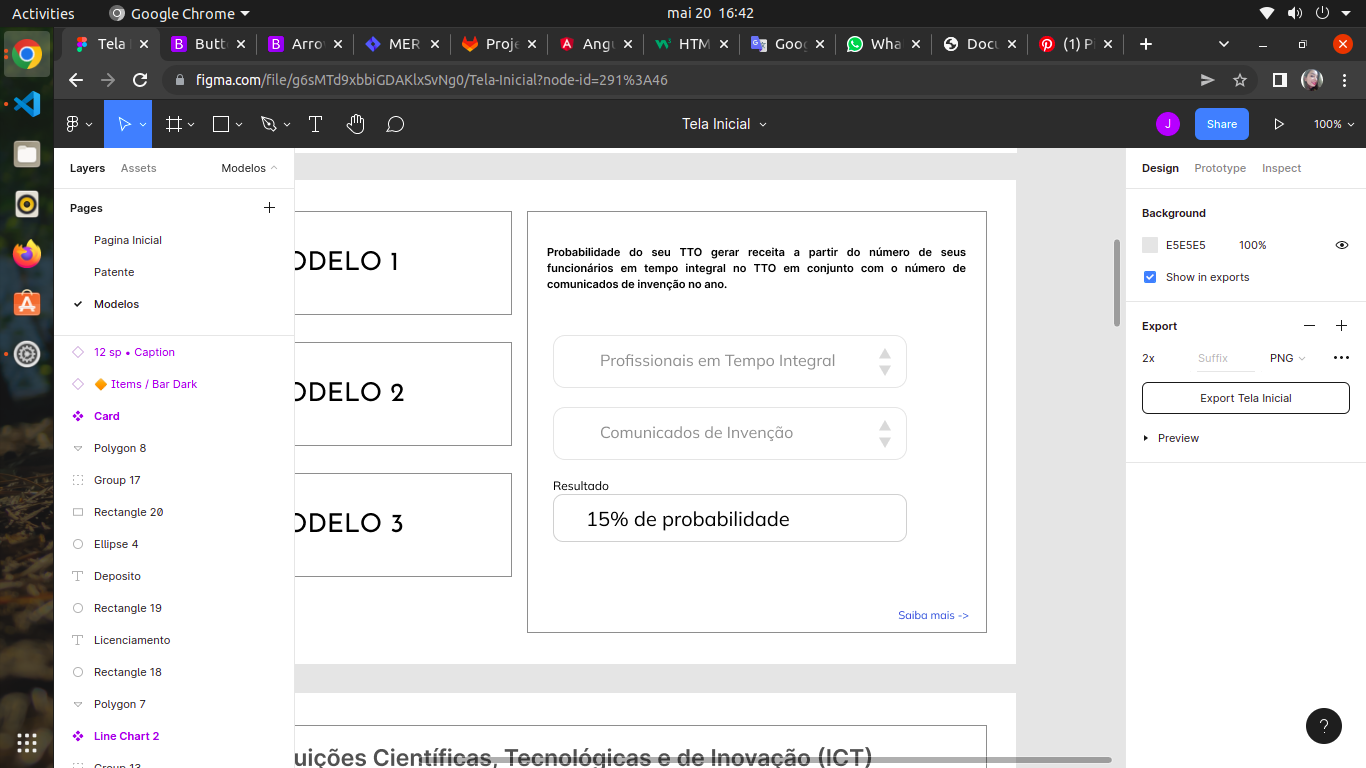 Activities
Google Chrome
mai 20 16:42
Tela
Butt
Arro
MER
Proje
Angu
HTM
Goo
Wha
Docu
(1) Pi
figma.com/file/g6sMTd9xbbiGDAKlxSvNg0/Tela-Inicial?node-id=291%3A46
Tela Inicial
J
Share
100%
Layers
Assets
Modelos
Pages
Pagina Inicial
Patente
Modelos
12 sp • Caption
🔶 Items / Bar Dark
Card
Polygon 8
Group 17
Rectangle 20
Ellipse 4
Deposito
Rectangle 19
Licenciamento
Rectangle 18
Polygon 7
Line Chart 2
Group 13
ODELO 1
ODELO 2
ODELO 3
Probabilidade do seu TTO gerar receita a partir do número de seus
funcionários em tempo integral no TTO em conjunto com o número de
comunicados de invenção no ano.
Profissionais em Tempo Integral
Comunicados de Invenção
Resultado
15% de probabilidade
Saiba mais ->
uições Científicas, Tecnológicas e de Inovação (ICT)
Design
Prototype
Inspect
Background
E5E5E5
100%
Show in exports
Export
2x
Suffix
PNG
Export Tela Inicial
Preview
?